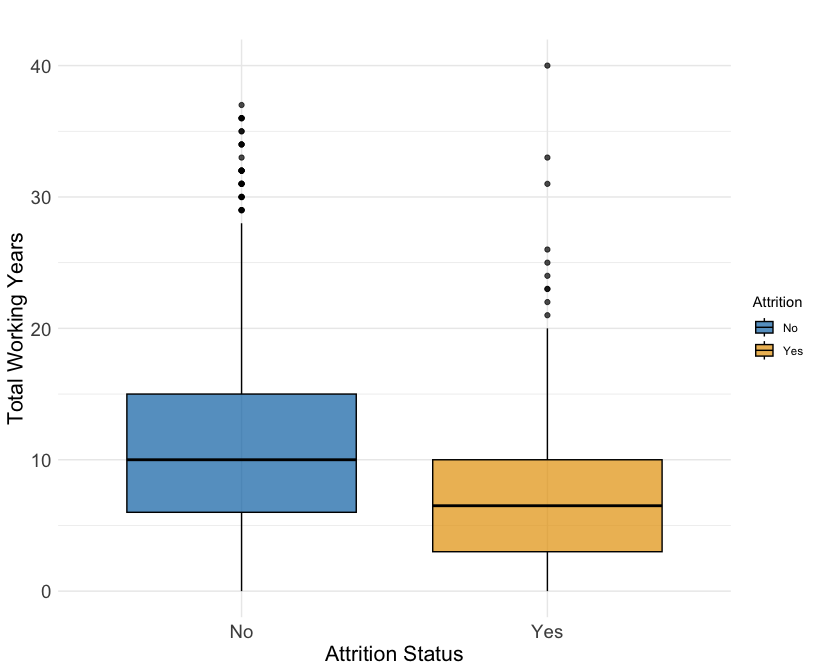 40
30
20
10
0
Total Working Years
No
Yes
Attrition Status
Attrition
No
Yes